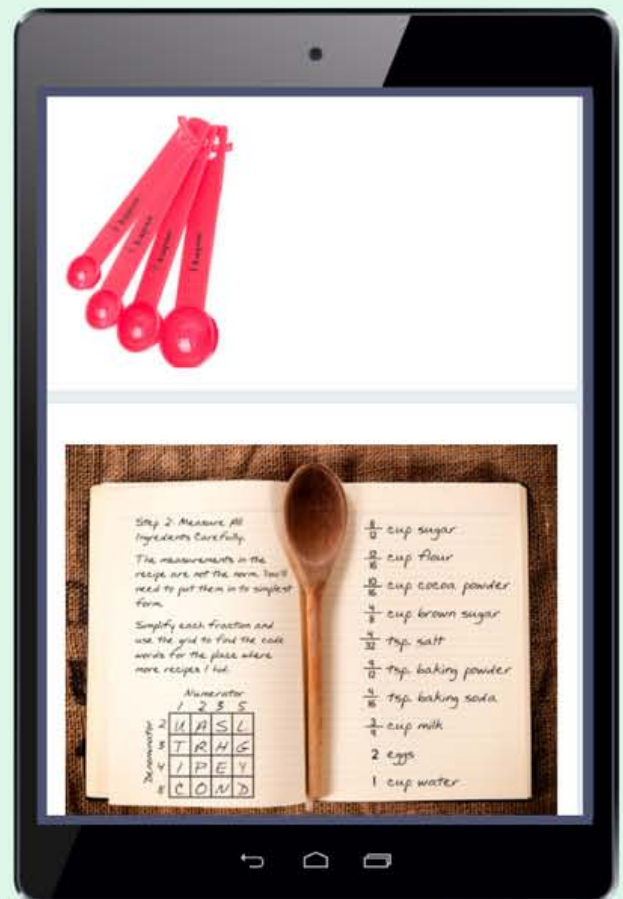 Step 2: Measure All
Ingredients Carefully.
The measurements in the
recipe are not the norm. You'll
need to put them in to simplest
form.
Simplify each fraction and
use the grid to find the code
words for the place where
more recipes I hid.
Numerator
1 2 3 5
Denominator
2 U A S L
3 T R H G
4 I P E Y
8 C O N D
8/12 cup sugar
12/16 cup flour
10/16 cup cocoa powder
4/8 cup brown sugar
4/32 tsp. salt
4/12 tsp. baking powder
4/16 tsp. baking soda
cup milk
2 eggs
1 cup water